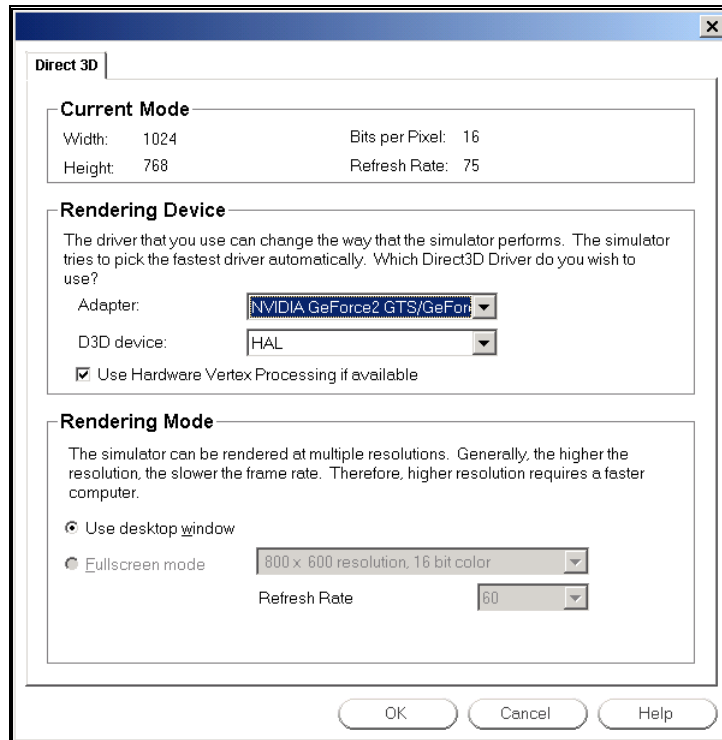 Direct 3D
Current Mode
Width: 1024 Bits per Pixel: 16
Height: 768 Refresh Rate: 75
Rendering Device
The driver that you use can change the way that the simulator performs. The simulator
tries to pick the fastest driver automatically. Which Direct3D Driver do you wish to
use?
Adapter: NVIDIA GeForce2 GTS/GeFor
D3D device: HAL
Use Hardware Vertex Processing if available
Rendering Mode
The simulator can be rendered at multiple resolutions. Generally, the higher the
resolution, the slower the frame rate. Therefore, higher resolution requires a faster
computer.
Use desktop window
Fullscreen mode 800 x 600 resolution, 16 bit color
Refresh Rate 60
OK Cancel Help